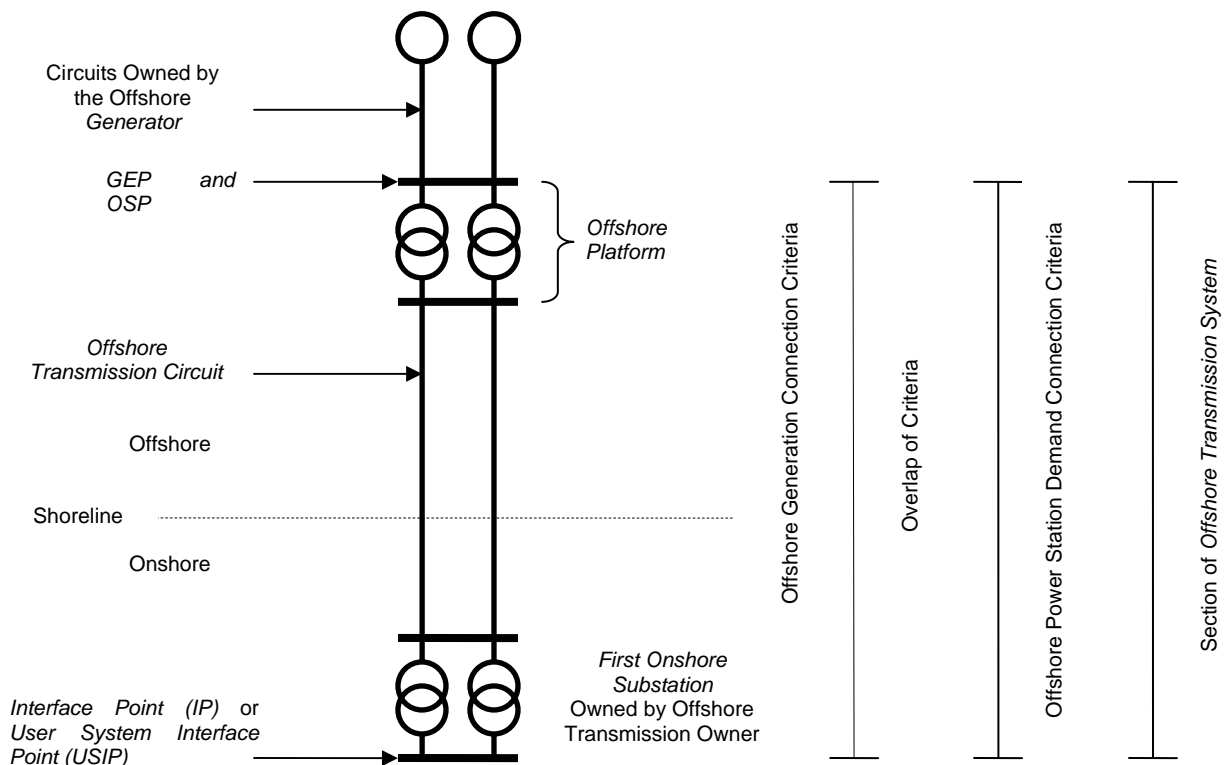 Circuits Owned by
the Offshore
Generator
GEP and
OSP
Offshore
Platform
Offshore
Transmission Circuit
Offshore
Shoreline
Onshore
First Onshore
Substation
Owned by Offshore
Transmission Owner
Interface Point (IP) or
User System Interface
Point (USIP)
Offshore Generation Connection Criteria
Overlap of Criteria
Offshore Power Station Demand Connection Criteria
Section of Offshore Transmission System